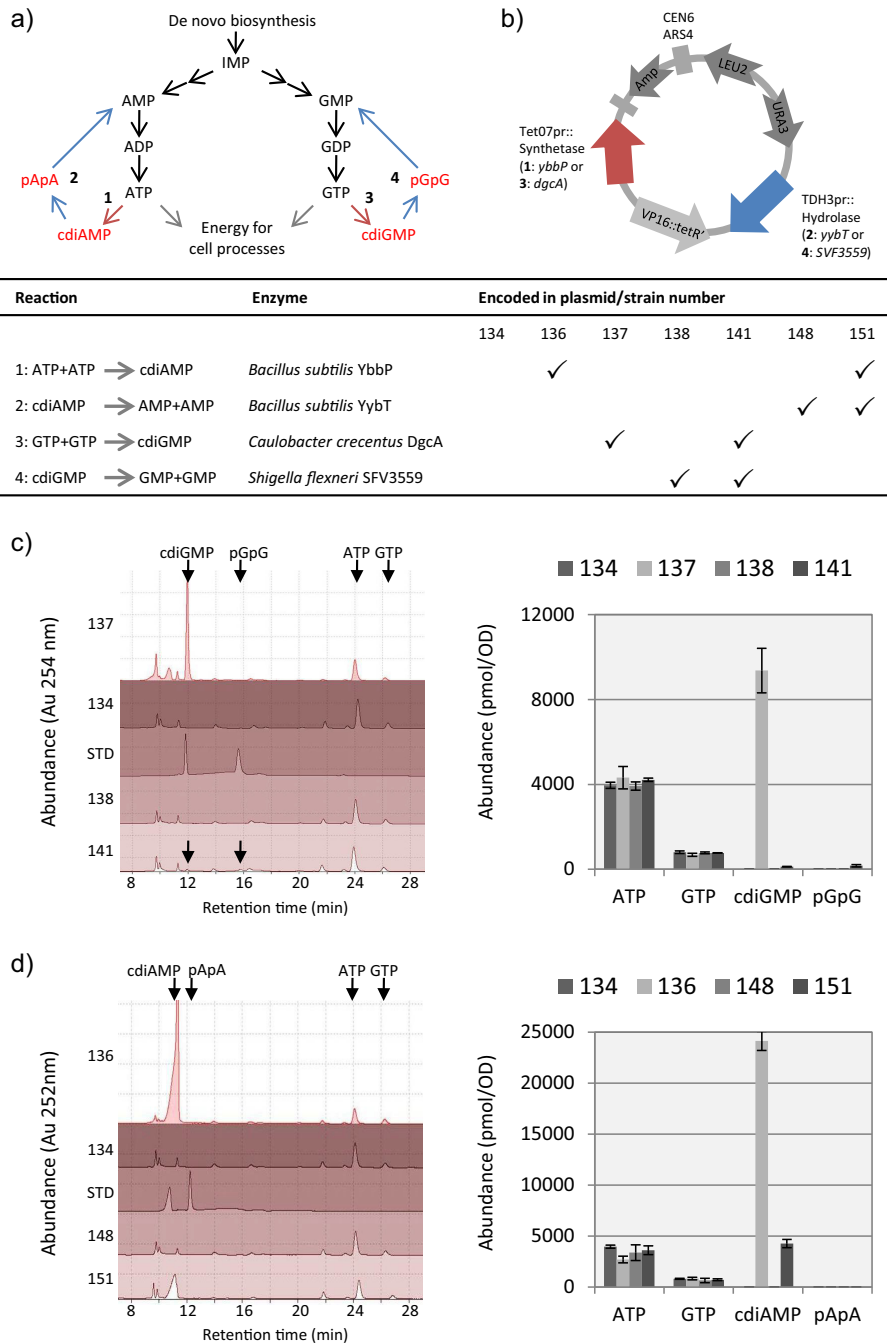 a)
De novo biosynthesis
IMP
AMP
GMP
ADP
GDP
pApA 2
4 pGpG
ATP
GTP
1
3
cdiAMP
Energy for
cell processes
cdiGMP
b)
CEN6
ARS4
Amp
LEU2
URA3
Tet07pr::
Synthetase
(1: ybbP or
3: dgcA)
VP16::tetR'
TDH3pr::
Hydrolase
(2: yybT or
4: SVF3559)
Reaction Enzyme Encoded in plasmid/strain number
134 136 137 138 141 148 151
1: ATP+ATP cdiAMP Bacillus subtilis YbbP ✓ ✓
2: cdiAMP AMP+AMP Bacillus subtilis YybT ✓ ✓
3: GTP+GTP cdiGMP Caulobacter crecentus DgcA ✓ ✓
4: cdiGMP GMP+GMP Shigella flexneri SFV3559 ✓ ✓
c)
cdiGMP pGpG ATP GTP
Abundance (Au 254 nm)
137
134
STD
138
141
8 12 16 20 24 28
Retention time (min)
134 137 138 141
Abundance (pmol/OD)
12000
8000
4000
0
ATP GTP cdiGMP pGpG
d)
cdiAMP pApA ATP GTP
Abundance (Au 252nm)
136
134
STD
148
151
8 12 16 20 24 28
Retention time (min)
134 136 148 151
Abundance (pmol/OD)
25000
20000
15000
10000
5000
0
ATP GTP cdiAMP pApA